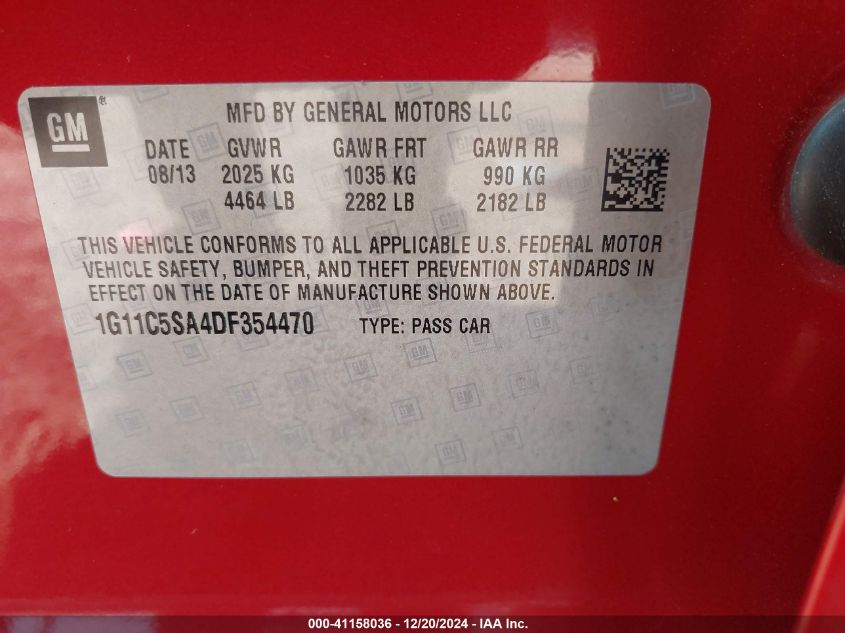 GM
MFD BY GENERAL MOTORS LLC
DATE GVWR GAWR FRT GAWR RR
08/13 2025 KG 1035 KG 990 KG
4464 LB 2282 LB 2182 LB
THIS VEHICLE CONFORMS TO ALL APPLICABLE U.S. FEDERAL MOTOR
VEHICLE SAFETY, BUMPER, AND THEFT PREVENTION STANDARDS IN
EFFECT ON THE DATE OF MANUFACTURE SHOWN ABOVE.
1G11C5SA4DF354470 TYPE: PASS CAR
000-41158036 - 12/20/2024 - IAA Inc.